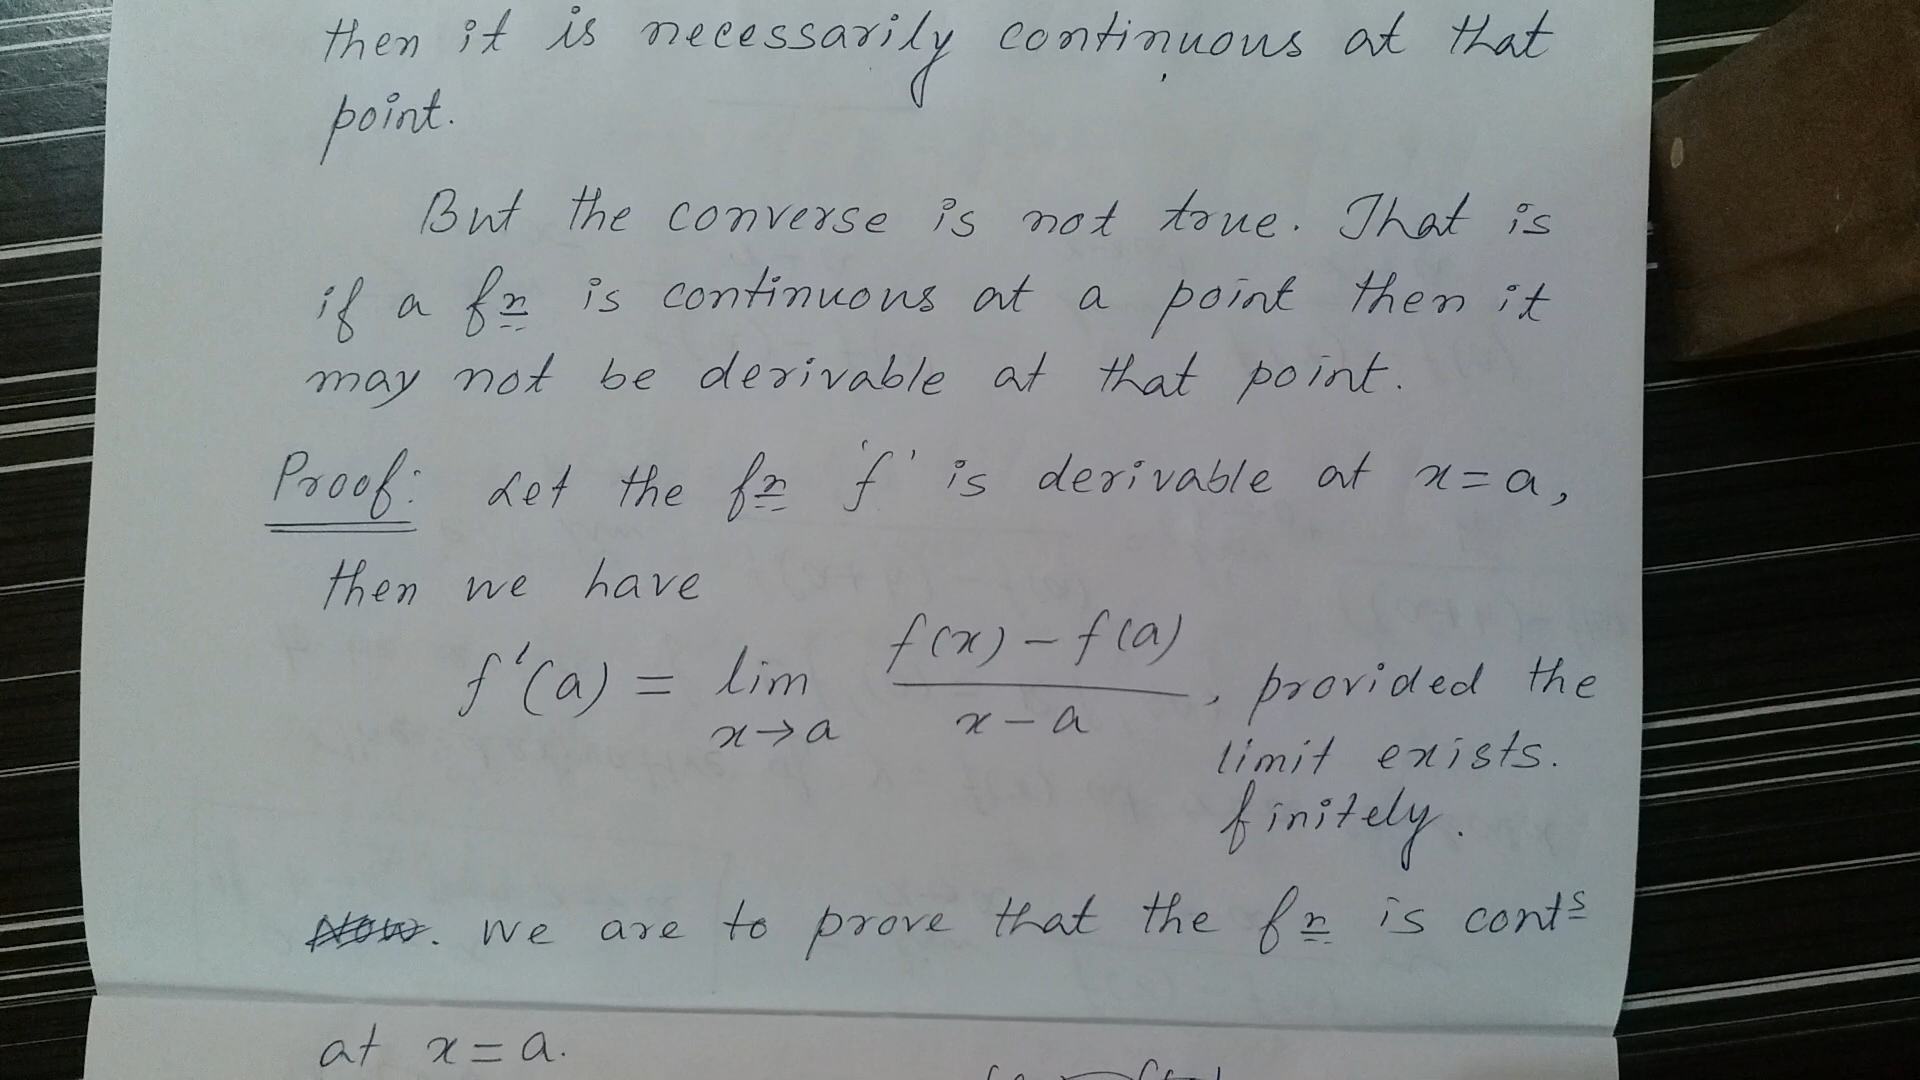 then it is necessarily continuous at that
point.
But the converse is not true. That is
if a fn is continuous at a point then it
may not be derivable at that point.
Proof: Let the fn 'f' is derivable at x=a,
then we have
f'(a) = lim x→a (f(x) − f(a))/(x − a), provided the
limit exists.
finitely.
Now. we are to prove that the fn is conts
at x=a.